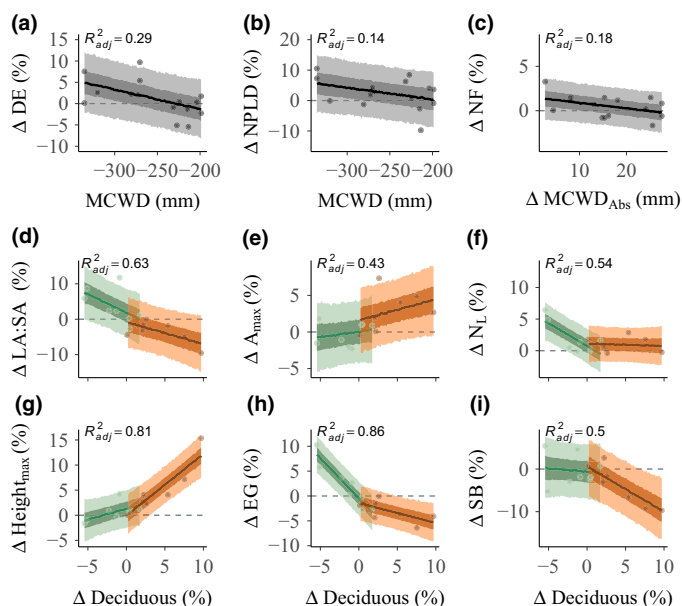 (a) (b) (c)
R²adj = 0.29 R²adj = 0.14 R²adj = 0.18
Δ DE (%)
15
10
5
0
−5
−10
Δ NPLD (%)
20
10
0
−10
Δ NF (%)
5
0
−300 −250 −200
MCWD (mm)
−300 −250 −200
MCWD (mm)
10 20
Δ MCWDAbs (mm)
(d) (e) (f)
R²adj = 0.63 R²adj = 0.43 R²adj = 0.54
Δ LA:SA (%)
10
0
−10
Δ Amax (%)
5
0
−5
Δ NL (%)
5
0
(g) (h) (i)
R²adj = 0.81 R²adj = 0.86 R²adj = 0.5
Δ Heightmax (%)
15
10
5
0
−5
Δ EG (%)
10
5
0
−5
−10
Δ SB (%)
0
−10
−5 0 5 10
Δ Deciduous (%)
−5 0 5 10
Δ Deciduous (%)
−5 0 5 10
Δ Deciduous (%)